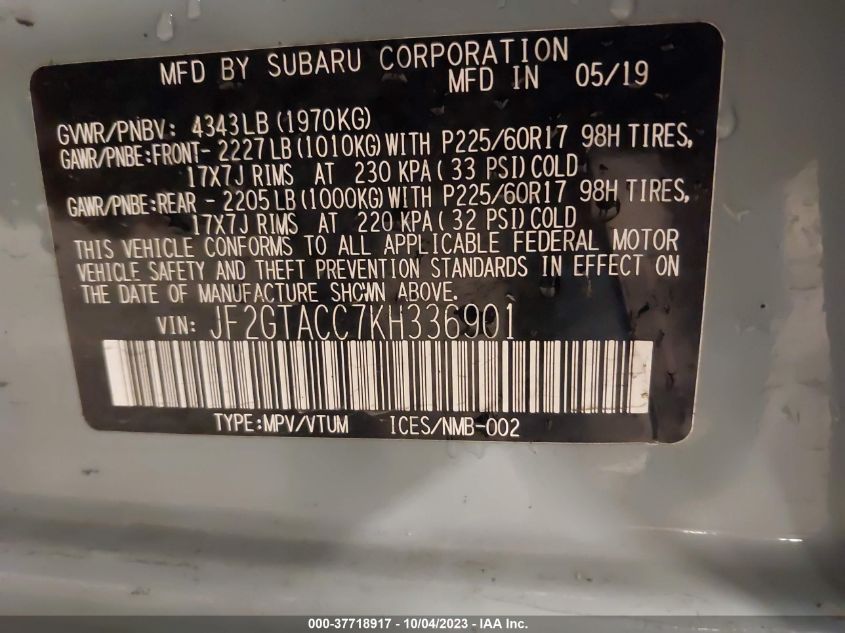 MFD BY SUBARU CORPORATION
MFD IN 05/19
GVWR/PNBV: 4343LB (1970KG)
GAWR/PNBE:FRONT- 2227LB (1010KG) WITH P225/60R17 98H TIRES,
17X7J RIMS AT 230 KPA ( 33 PSI) COLD
GAWR/PNBE:REAR - 2205LB (1000KG) WITH P225/60R17 98H TIRES,
17X7J RIMS AT 220 KPA ( 32 PSI) COLD
THIS VEHICLE CONFORMS TO ALL APPLICABLE FEDERAL MOTOR
VEHICLE SAFETY AND THEFT PREVENTION STANDARDS IN EFFECT ON
THE DATE OF MANUFACTURE SHOWN ABOVE.
VIN: JF2GTACC7KH336901
TYPE:MPV/VTUM ICES/NMB-002
000-37718917 - 10/04/2023 - IAA Inc.